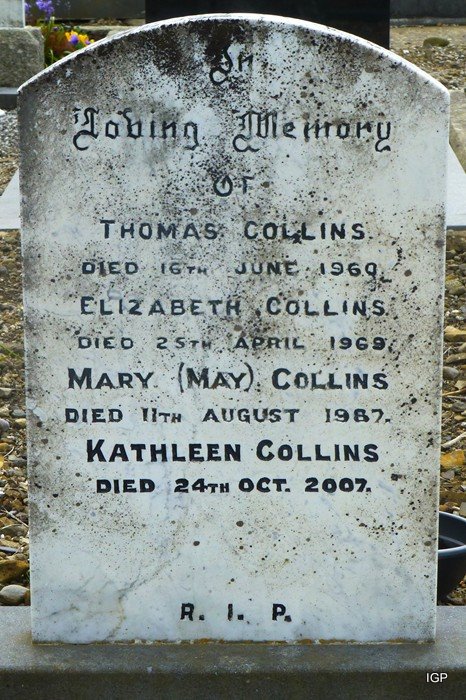 In
Loving Memory
Of
THOMAS COLLINS.
DIED 16TH JUNE 1960.
ELIZABETH COLLINS
DIED 25TH APRIL 1969.
MARY (MAY) COLLINS
DIED 11TH AUGUST 1987.
KATHLEEN COLLINS
DIED 24TH OCT. 2007.
R. I. P.
IGP